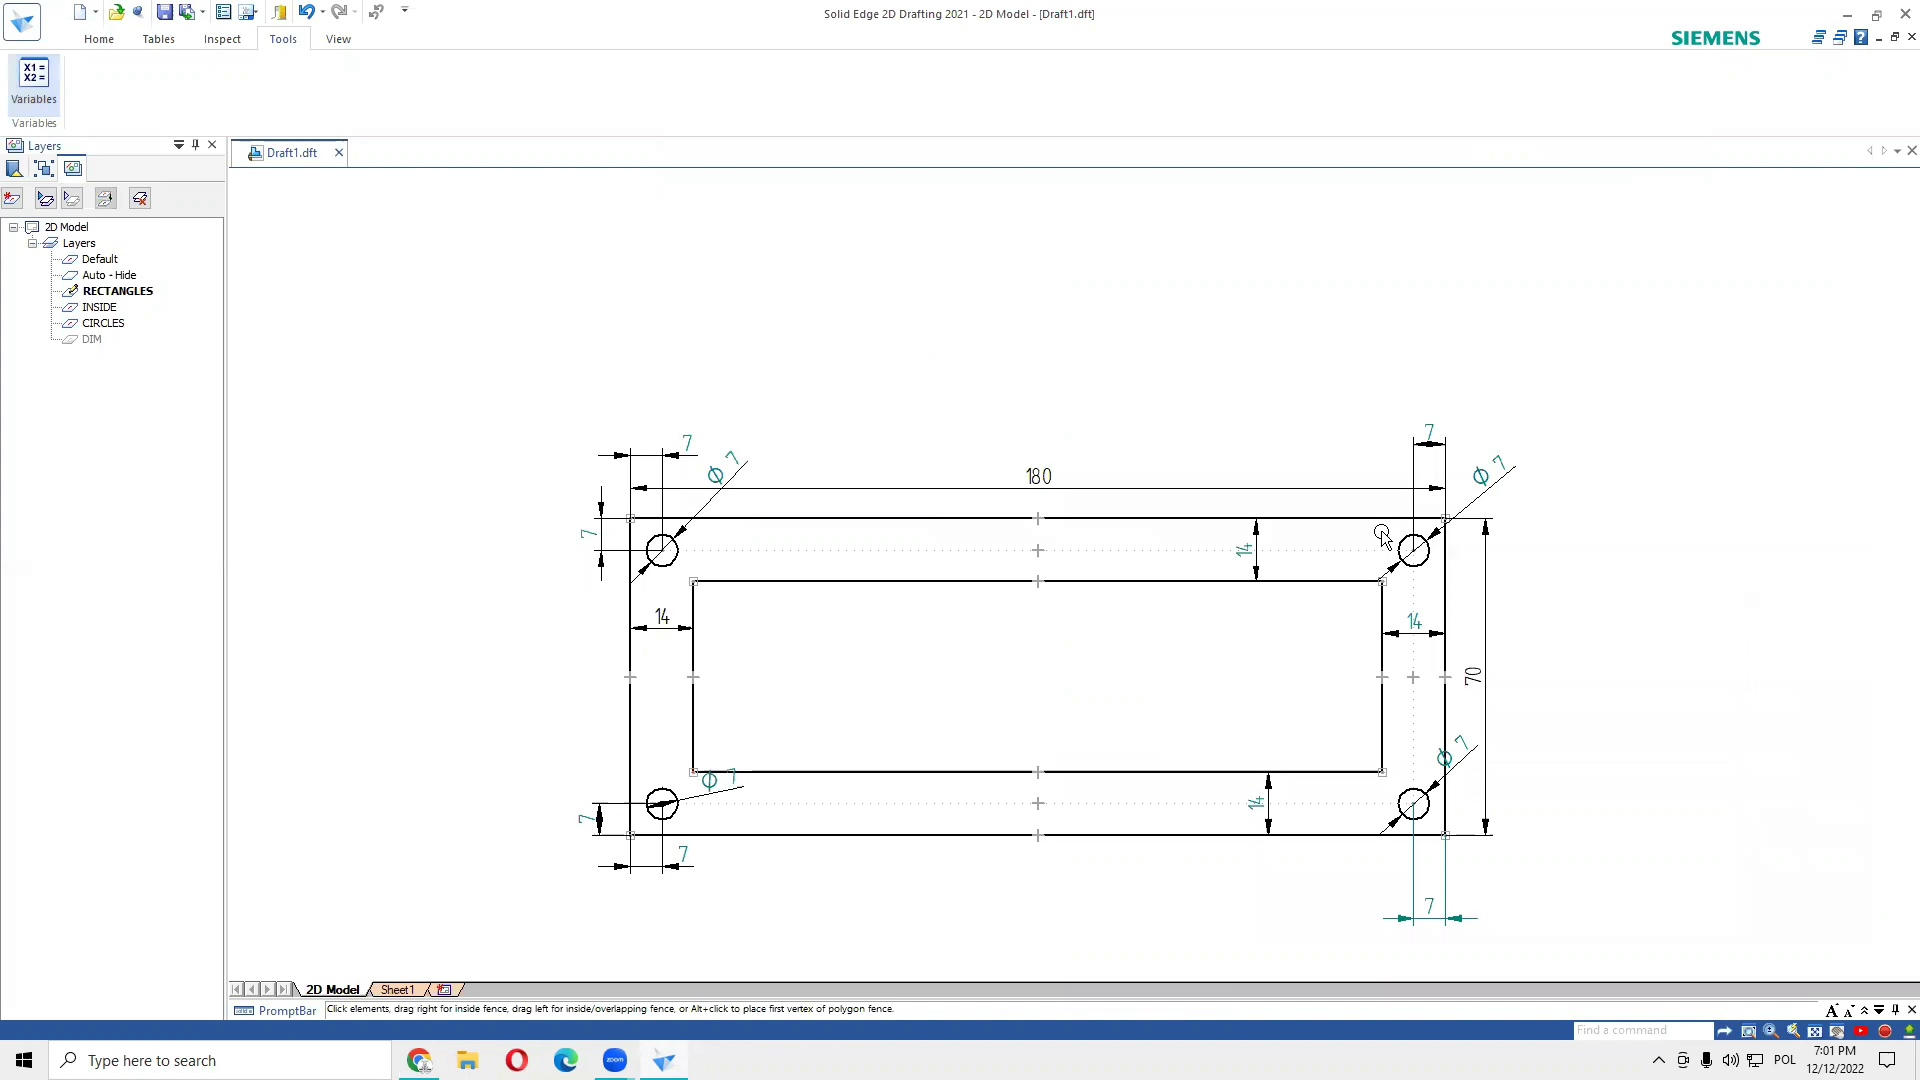 Solid Edge 2D Drafting 2021 - 2D Model - [Draft1.dft]
Home Tables Inspect Tools View
SIEMENS
X1 =
X2 =
Variables
Variables
Layers
Draft1.dft
2D Model
Layers
Default
Auto - Hide
RECTANGLES
INSIDE
CIRCLES
DIM
7
7
Φ 7
180
Φ 7
7
14
14
14
70
Φ 7
Φ 7
14
7
7
7
2D Model Sheet1
PromptBar Click elements, drag right for inside fence, drag left for inside/overlapping fence, or Alt+click to place first vertex of polygon fence.
Find a command
Type here to search
zoom
POL
7:01 PM
12/12/2022